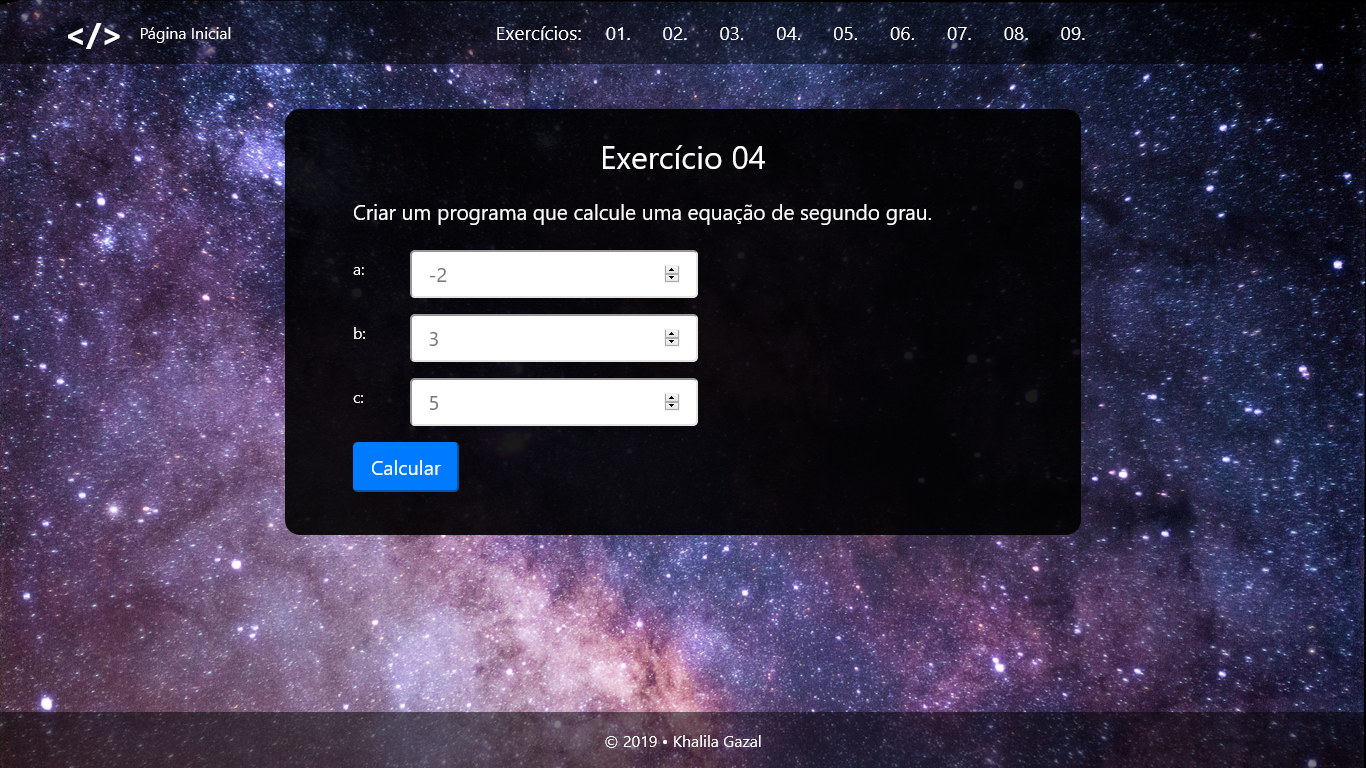 </> Página Inicial Exercícios: 01. 02. 03. 04. 05. 06. 07. 08. 09.
Exercício 04
Criar um programa que calcule uma equação de segundo grau.
a: -2
b: 3
c: 5
Calcular
© 2019 • Khalila Gazal